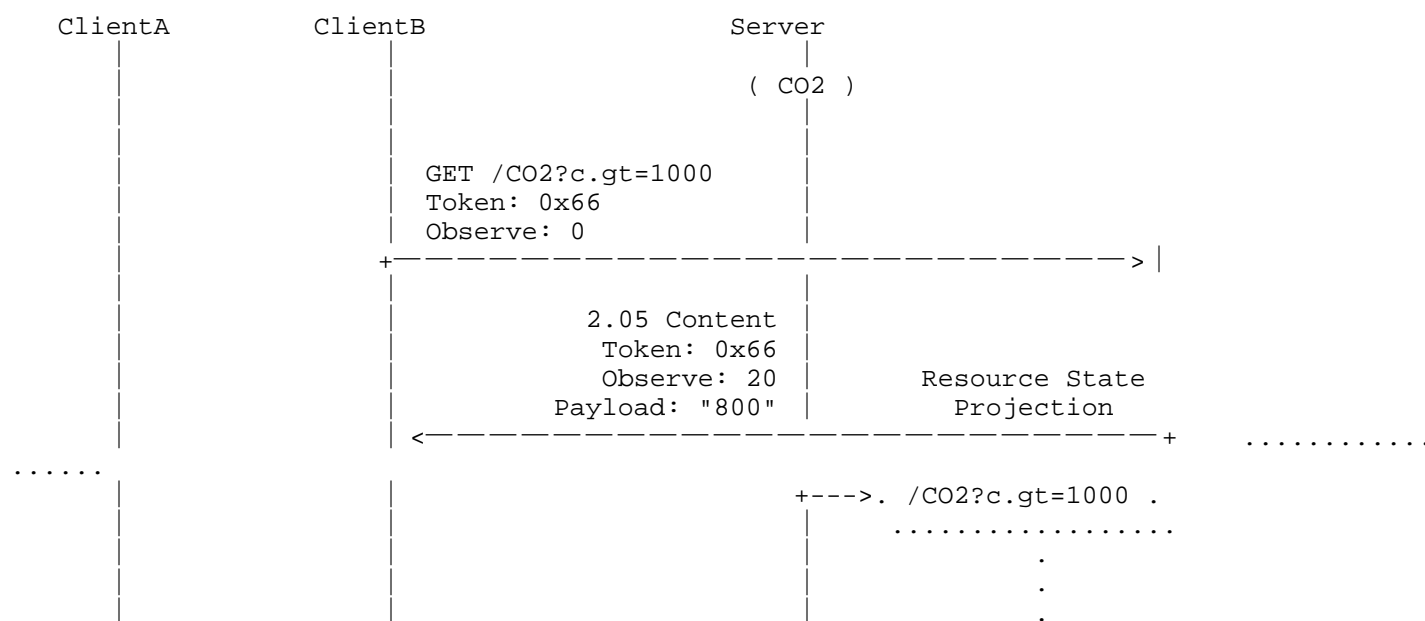 ClientA ClientB Server
( CO2 )
GET /CO2?c.gt=1000
Token: 0x66
Observe: 0
2.05 Content
Token: 0x66
Observe: 20 Resource State
Payload: "800" Projection
..................
+--->. /CO2?c.gt=1000 .
..................
.
.
.